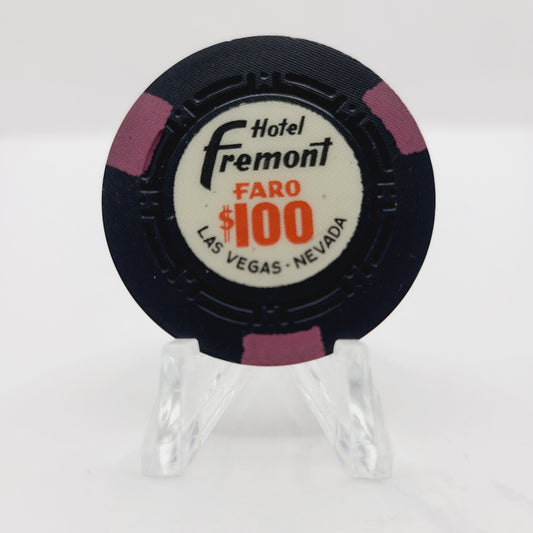 Hotel
Fremont
FARO
$100
LAS VEGAS · NEVADA